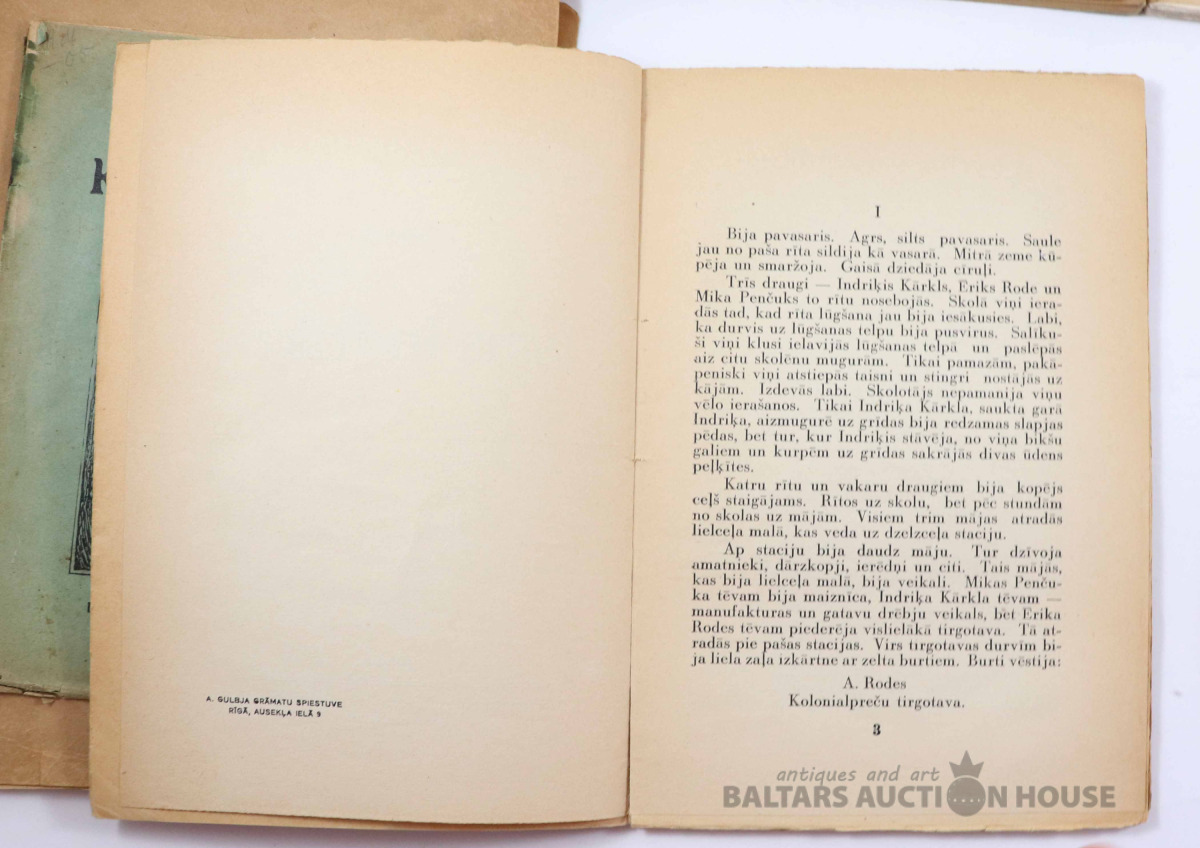 A. GULBJA GRĀMATU SPIESTUVE
RĪGĀ, AUSEKĻA IELĀ 9
I
Bija pavasaris. Agrs, silts pavasaris. Saule
jau no paša rīta sildija kā vasarā. Mitrā zeme kū-
pēja un smaržoja. Gaisā dziedāja cīruļi.
Trīs draugi — Indriķis Kārkls, Eriks Rode un
Mika Penčuks to rītu nosebojās. Skolā viņi iera-
dās tad, kad rīta lūgšana jau bija iesākusies. Labi,
ka durvis uz lūgšanas telpu bija pusvirus. Salīku-
ši viņi klusi ielavijās lūgšanas telpā un paslēpās
aiz citu skolēnu mugurām. Tikai pamazām, pakā-
peniski viņi atstiepās taisni un stingri nostājās uz
kājām. Izdevās labi. Skolotājs nepamanija viņu
vēlo ierašanos. Tikai Indriķa Kārkla, saukta garā
Indriķa, aizmugurē uz grīdas bija redzamas slapjas
pēdas, bet tur, kur Indriķis stāvēja, no viņa bikšu
galiem un kurpēm uz grīdas sakrājās divas ūdens
peļķītes.
Katru rītu un vakaru draugiem bija kopējs
ceļš staigājams. Rītos uz skolu, bet pēc stundām
no skolas uz mājām. Visiem trim mājas atradās
lielceļa malā, kas veda uz dzelzceļa staciju.
Ap staciju bija daudz māju. Tur dzīvoja
amatnieki, dārzkopji, ierēdņi un citi. Tais mājās,
kas bija lielceļa malā, bija veikali. Mikas Penču-
ka tēvam bija maiznīca, Indriķa Kārkla tēvam —
manufakturas un gatavu drēbju veikals, bet Erika
Rodes tēvam piederēja vislielākā tirgotava. Tā at-
radās pie pašas stacijas. Virs tirgotavas durvīm bi-
ja liela zaļa izkārtne ar zelta burtiem. Burti vēstija:
A. Rodes
Kolonialpreču tirgotava.
3
antiques and art
BALTARS AUCTION HOUSE